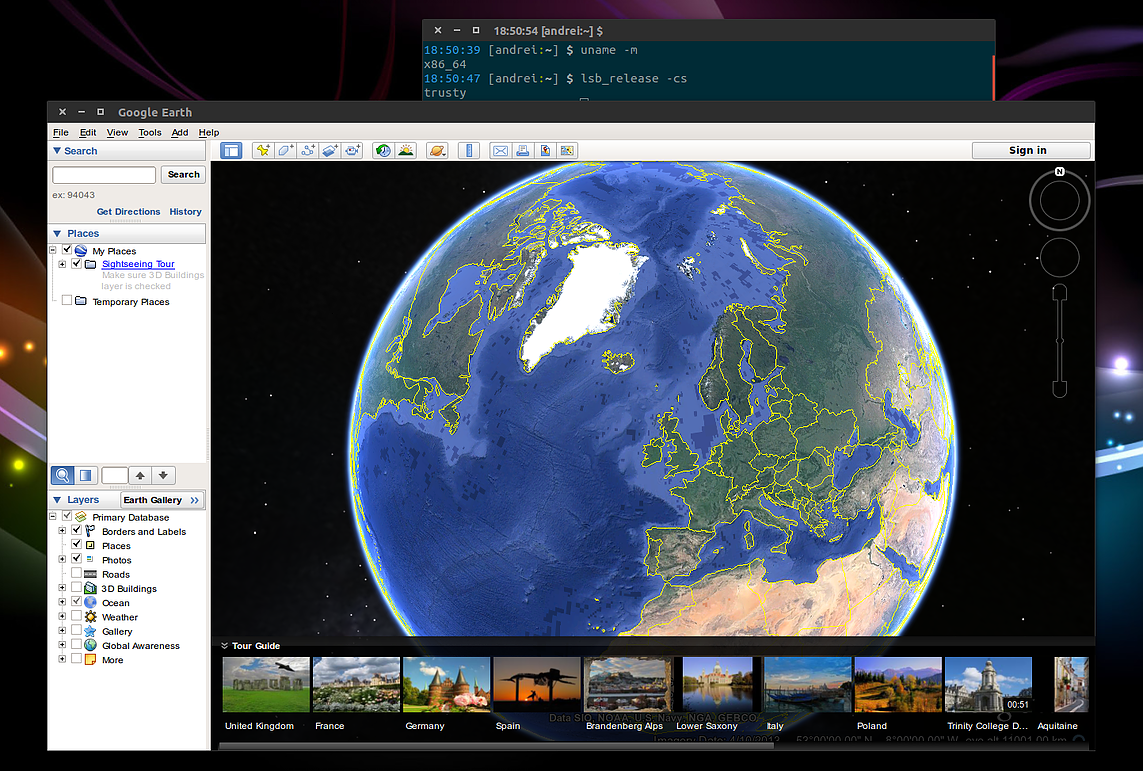 18:50:54 [andrei:~] $
18:50:39 [andrei:~] $ uname -m
x86_64
18:50:47 [andrei:~] $ lsb_release -cs
trusty
Google Earth
File Edit View Tools Add Help
Search
Sign in
Search
ex: 94043
Get Directions History
Places
My Places
Sightseeing Tour
Make sure 3D Buildings
layer is checked
Temporary Places
N
Layers
Earth Gallery >>
Primary Database
Borders and Labels
Places
Photos
Roads
3D Buildings
Ocean
Weather
Gallery
Global Awareness
More
Tour Guide
00:51
Data SIO, NOAA, U.S. Navy, NGA, GEBCO
United Kingdom
France
Germany
Spain
Brandenberg Alps
Lower Saxony
Italy
Poland
Trinity College D...
Aquitaine
Imagery Date: 4/10/2013 53°00'00.00" N 8°00'00.00" W eye alt 11001.00 km